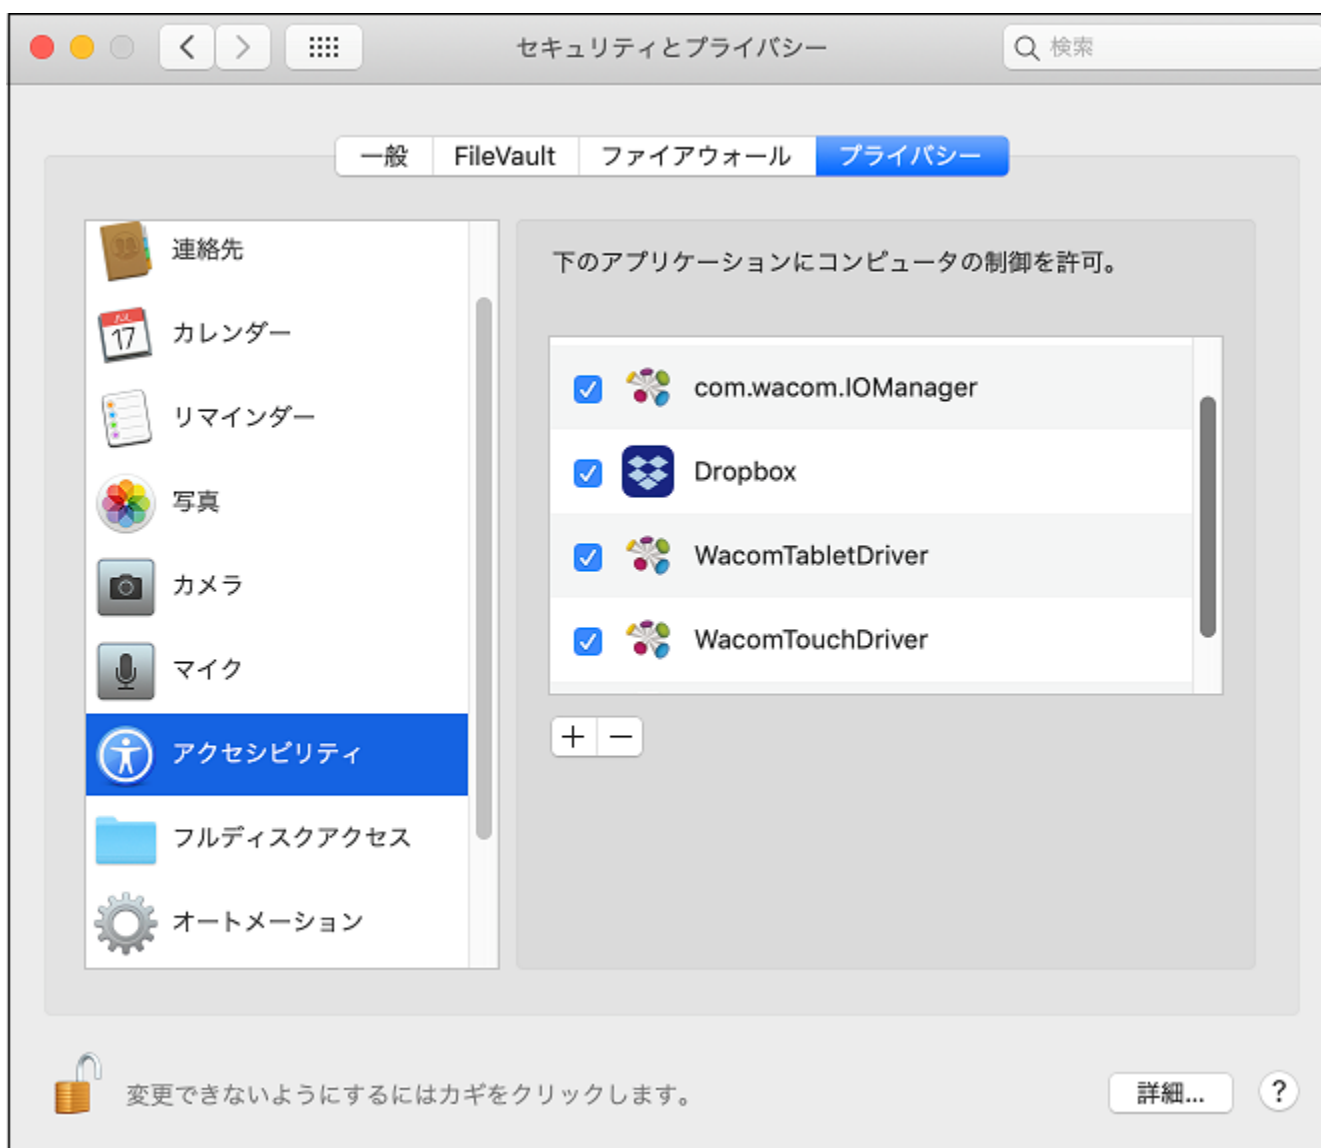 セキュリティとプライバシー
検索
一般 FileVault ファイアウォール プライバシー
連絡先
カレンダー
リマインダー
写真
カメラ
マイク
アクセシビリティ
フルディスクアクセス
オートメーション
下のアプリケーションにコンピュータの制御を許可。
com.wacom.IOManager
Dropbox
WacomTabletDriver
WacomTouchDriver
変更できないようにするにはカギをクリックします。
詳細...
?
JUL
17